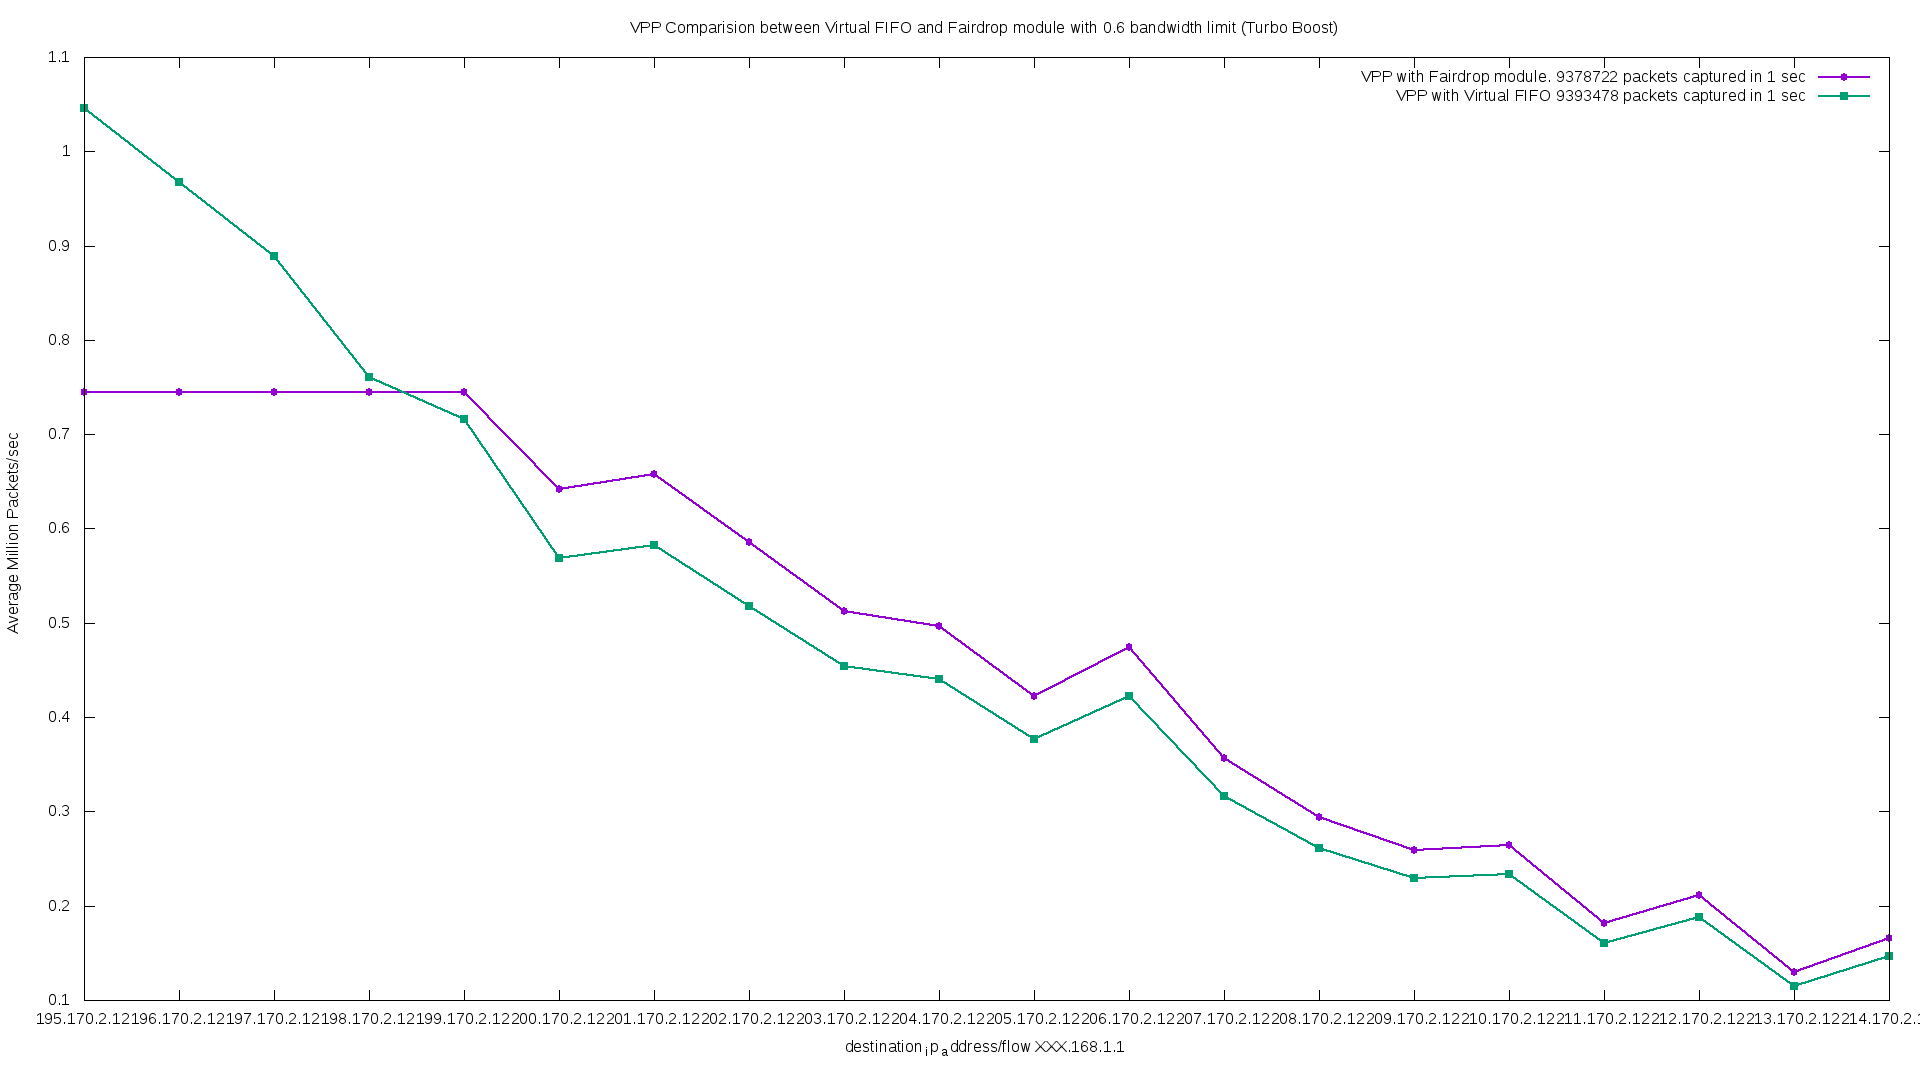 VPP Comparision between Virtual FIFO and Fairdrop module with 0.6 bandwidth limit (Turbo Boost)
VPP with Fairdrop module. 9378722 packets captured in 1 sec
VPP with Virtual FIFO 9393478 packets captured in 1 sec
1.1
1
0.9
0.8
0.7
0.6
0.5
0.4
0.3
0.2
0.1
Average Million Packets/sec
195.170.2.12196.170.2.12197.170.2.12198.170.2.12199.170.2.12200.170.2.12201.170.2.12202.170.2.12203.170.2.12204.170.2.12205.170.2.12206.170.2.12207.170.2.12208.170.2.12209.170.2.12210.170.2.12211.170.2.12212.170.2.12213.170.2.12214.170.2.1
destination_ip_address/flow XXX.168.1.1